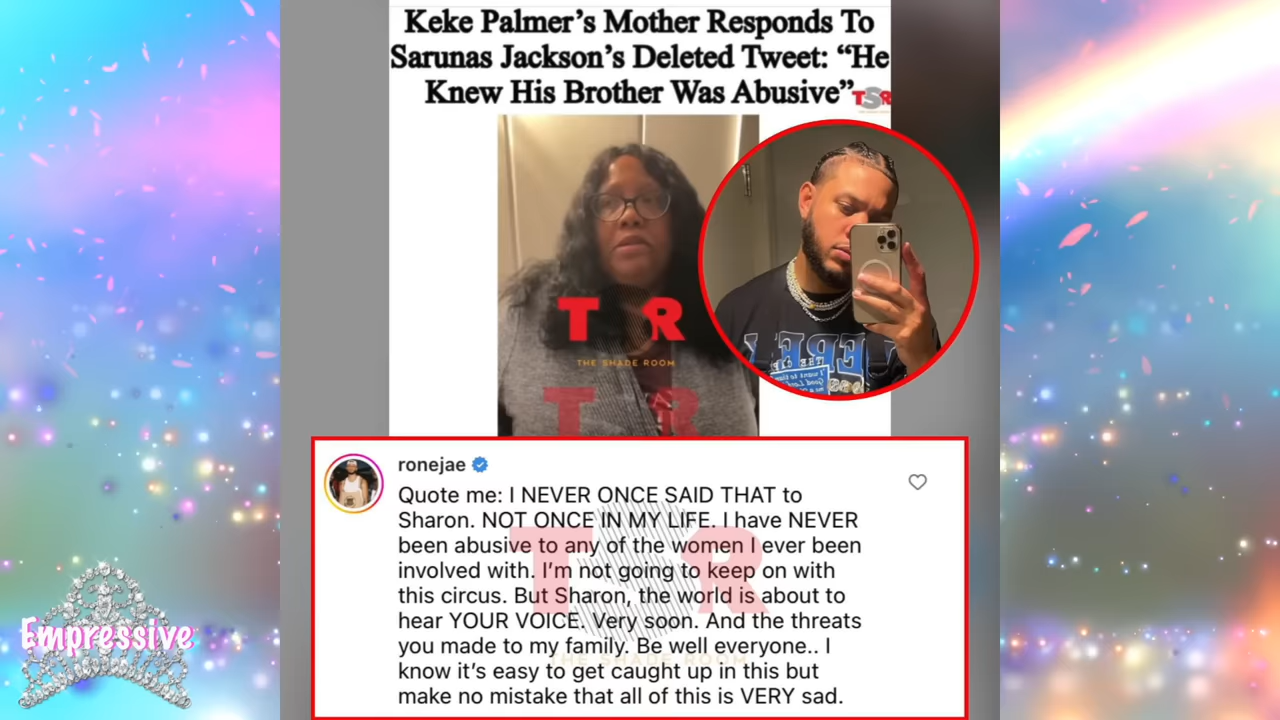 Keke Palmer’s Mother Responds To
Sarunas Jackson’s Deleted Tweet: “He
Knew His Brother Was Abusive”
TSR
T R
THE SHADE ROOM
T R
ronejae
Quote me: I NEVER ONCE SAID THAT to
Sharon. NOT ONCE IN MY LIFE. I have NEVER
been abusive to any of the women I ever been
involved with. I’m not going to keep on with
this circus. But Sharon, the world is about to
hear YOUR VOICE. Very soon. And the threats
you made to my family. Be well everyone.. I
know it’s easy to get caught up in this but
make no mistake that all of this is VERY sad.
TSR
THE SHADE ROOM
Empressive